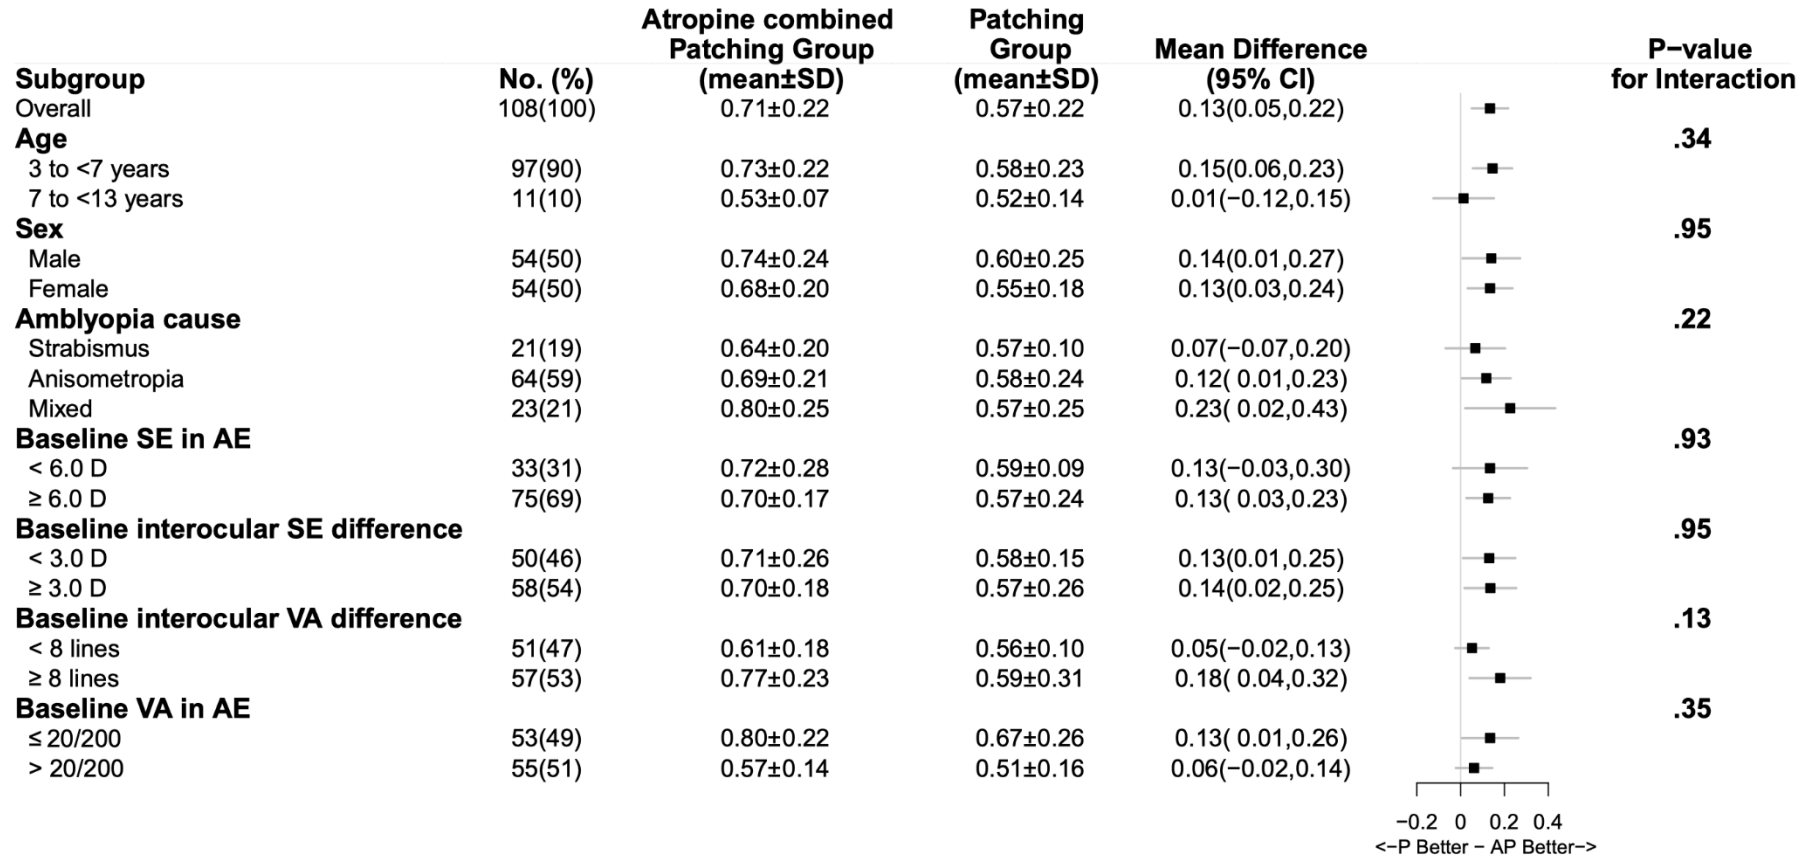 Atropine combined Patching
Patching Group Group Mean Difference P−value
Subgroup No. (%) (mean±SD) (mean±SD) (95% CI) for Interaction
Overall 108(100) 0.71±0.22 0.57±0.22 0.13(0.05,0.22)
Age .34
3 to <7 years 97(90) 0.73±0.22 0.58±0.23 0.15(0.06,0.23)
7 to <13 years 11(10) 0.53±0.07 0.52±0.14 0.01(−0.12,0.15)
Sex .95
Male 54(50) 0.74±0.24 0.60±0.25 0.14(0.01,0.27)
Female 54(50) 0.68±0.20 0.55±0.18 0.13(0.03,0.24)
Amblyopia cause .22
Strabismus 21(19) 0.64±0.20 0.57±0.10 0.07(−0.07,0.20)
Anisometropia 64(59) 0.69±0.21 0.58±0.24 0.12( 0.01,0.23)
Mixed 23(21) 0.80±0.25 0.57±0.25 0.23( 0.02,0.43)
Baseline SE in AE .93
< 6.0 D 33(31) 0.72±0.28 0.59±0.09 0.13(−0.03,0.30)
≥ 6.0 D 75(69) 0.70±0.17 0.57±0.24 0.13( 0.03,0.23)
Baseline interocular SE difference .95
< 3.0 D 50(46) 0.71±0.26 0.58±0.15 0.13(0.01,0.25)
≥ 3.0 D 58(54) 0.70±0.18 0.57±0.26 0.14(0.02,0.25)
Baseline interocular VA difference .13
< 8 lines 51(47) 0.61±0.18 0.56±0.10 0.05(−0.02,0.13)
≥ 8 lines 57(53) 0.77±0.23 0.59±0.31 0.18( 0.04,0.32)
Baseline VA in AE .35
≤ 20/200 53(49) 0.80±0.22 0.67±0.26 0.13( 0.01,0.26)
> 20/200 55(51) 0.57±0.14 0.51±0.16 0.06(−0.02,0.14)
−0.2 0 0.2 0.4
<−P Better − AP Better−>